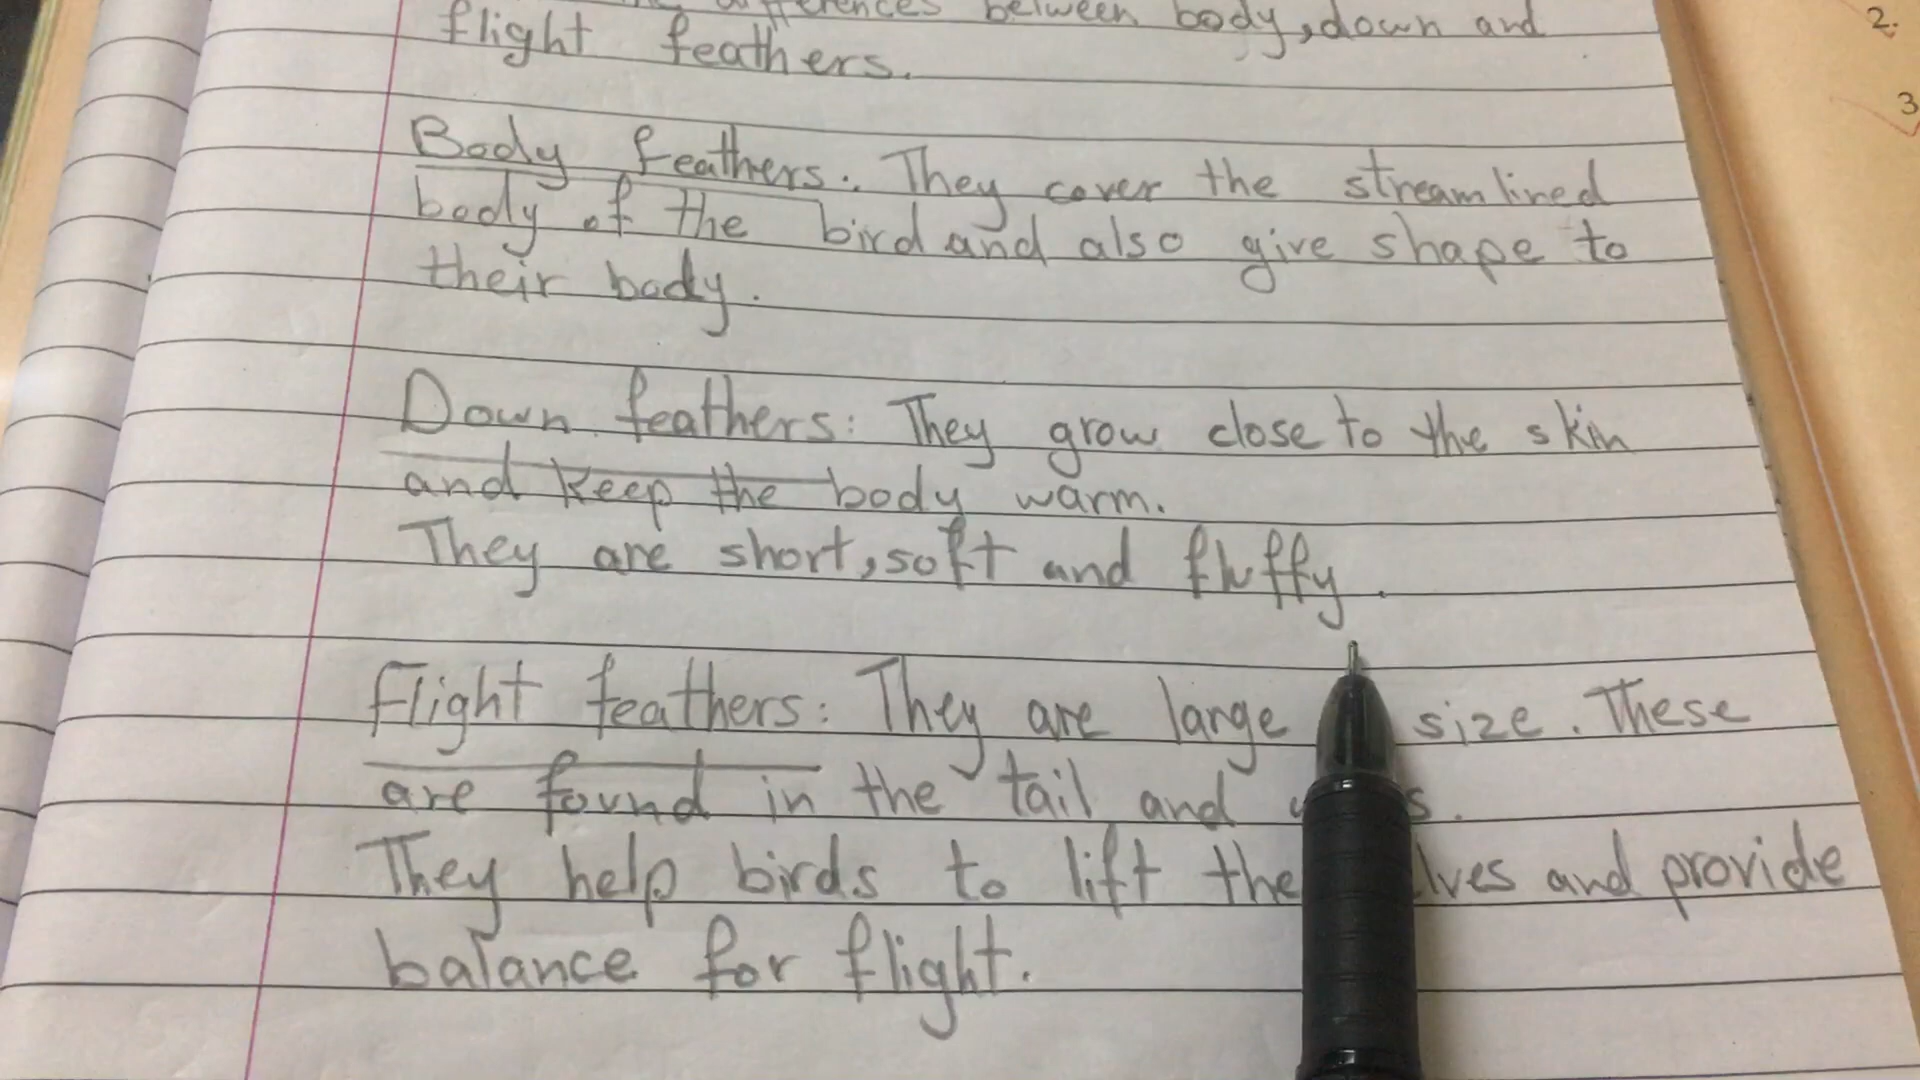 differences between body, down and
flight feathers.
Body feathers: They cover the streamlined
body of the bird and also give shape to
their body.
Down feathers: They grow close to the skin
and keep the body warm.
They are short, soft and fluffy.
Flight feathers: They are large size. These
are found in the tail and
They help birds to lift and provide
balance for flight.
2.
3